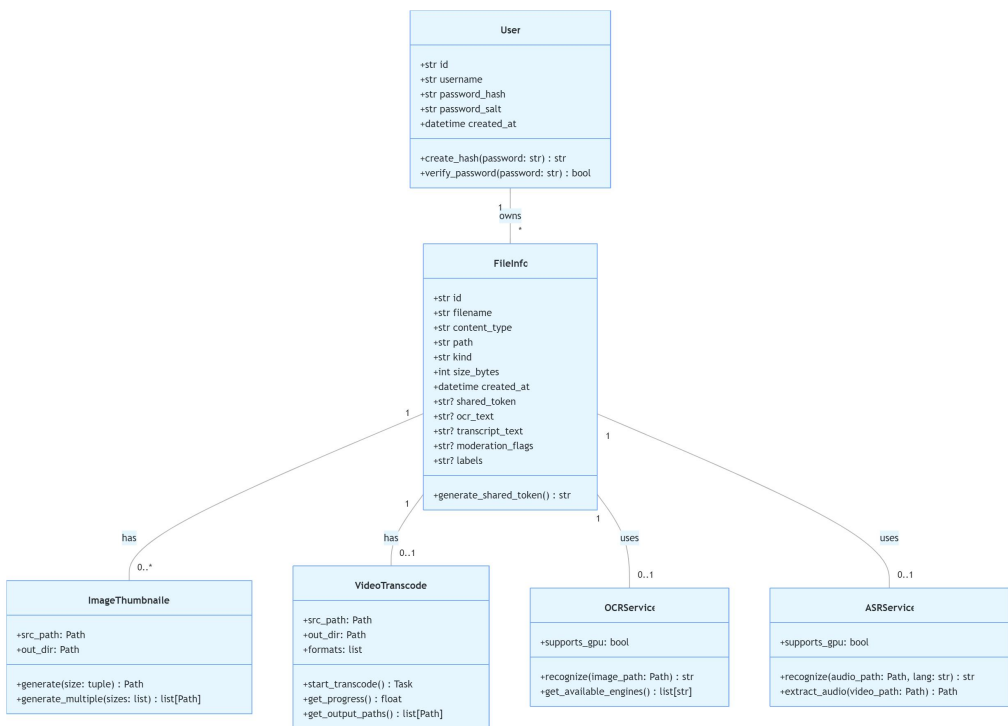 User
+str id
+str username
+str password_hash
+str password_salt
+datetime created_at
+create_hash(password: str) : str
+verify_password(password: str) : bool
1
owns
*
FileInfc
+str id
+str filename
+str content_type
+str path
+str kind
+int size_bytes
+datetime created_at
+str? shared_token
+str? ocr_text
+str? transcript_text
+str? moderation_flags
+str? labels
+generate_shared_token() : str
1
has
0..*
1
has
0..1
1
uses
0..1
1
uses
0..1
ImageThumbnaile
+src_path: Path
+out_dir: Path
+generate(size: tuple) : Path
+generate_multiple(sizes: list) : list[Path]
VideoTranscode
+src_path: Path
+out_dir: Path
+formats: list
+start_transcode() : Task
+get_progress() : float
+get_output_paths() : list[Path]
OCRService
+supports_gpu: bool
+recognize(image_path: Path) : str
+get_available_engines() : list[str]
ASRService
+supports_gpu: bool
+recognize(audio_path: Path, lang: str) : str
+extract_audio(video_path: Path) : Path